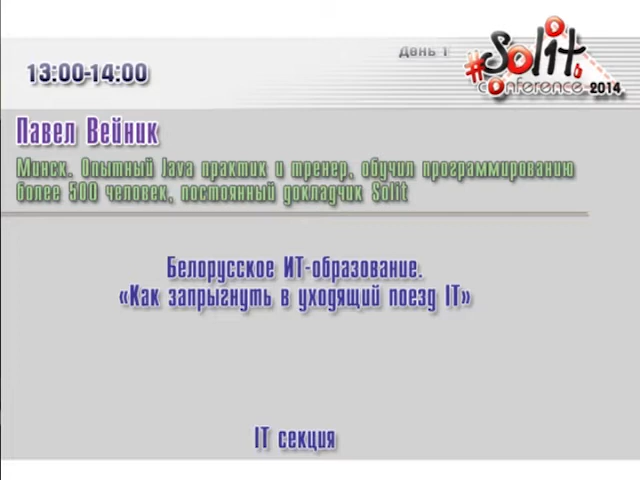 День 1
13:00-14:00
#Solit
conference 2014
Павел Вейник
Минск. Опытный Java практик и тренер, обучил программированию
более 500 человек, постоянный докладчик Solit
Белорусское ИТ-образование.
«Как запрыгнуть в уходящий поезд IT»
IT секция